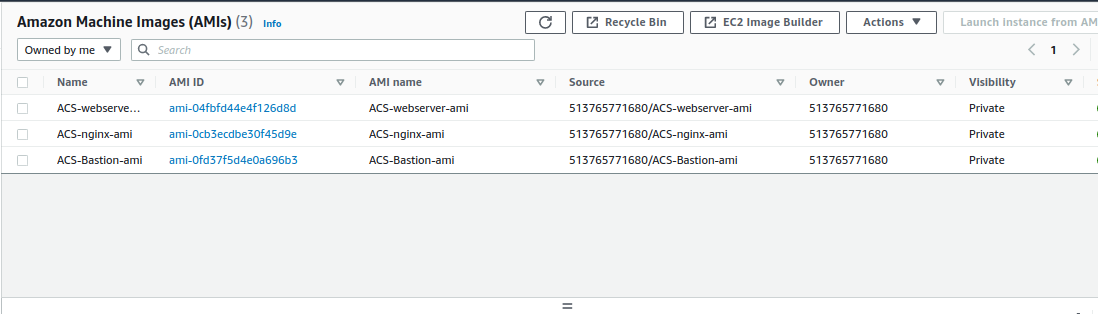 Amazon Machine Images (AMIs) (3) Info
Recycle Bin EC2 Image Builder Actions Launch instance from AM
Owned by me Search 1
Name AMI ID AMI name Source Owner Visibility
ACS-webserve... ami-04fbfd44e4f126d8d ACS-webserver-ami 513765771680/ACS-webserver-ami 513765771680 Private
ACS-nginx-ami ami-0cb3ecdbe30f45d9e ACS-nginx-ami 513765771680/ACS-nginx-ami 513765771680 Private
ACS-Bastion-ami ami-0fd37f5d4e0a696b3 ACS-Bastion-ami 513765771680/ACS-Bastion-ami 513765771680 Private